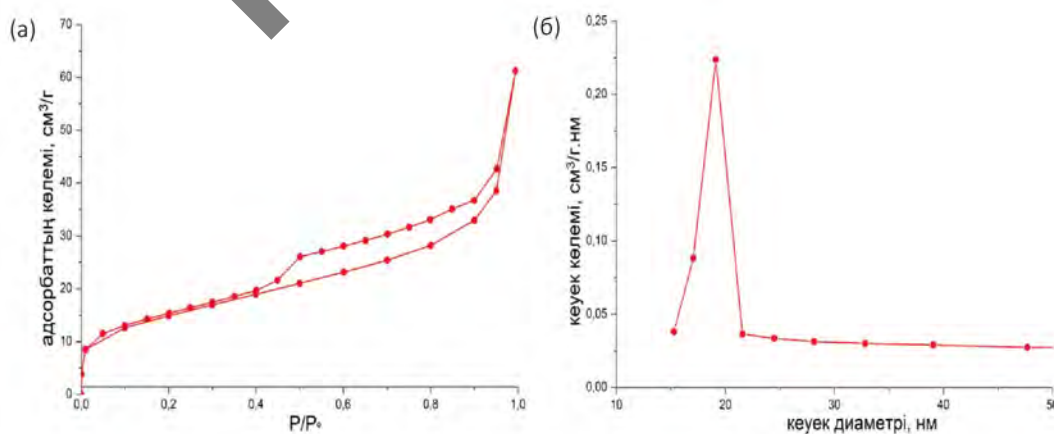 (а)
адсорбаттың көлемі, см³/г
70
60
50
40
30
20
10
0
0,0 0,2 0,4 0,6 0,8 1,0
P/P°
(б)
кеуек көлемі, см³/г.нм
0,25
0,20
0,15
0,10
0,05
0,00
10 20 30 40 50
кеуек диаметрі, нм